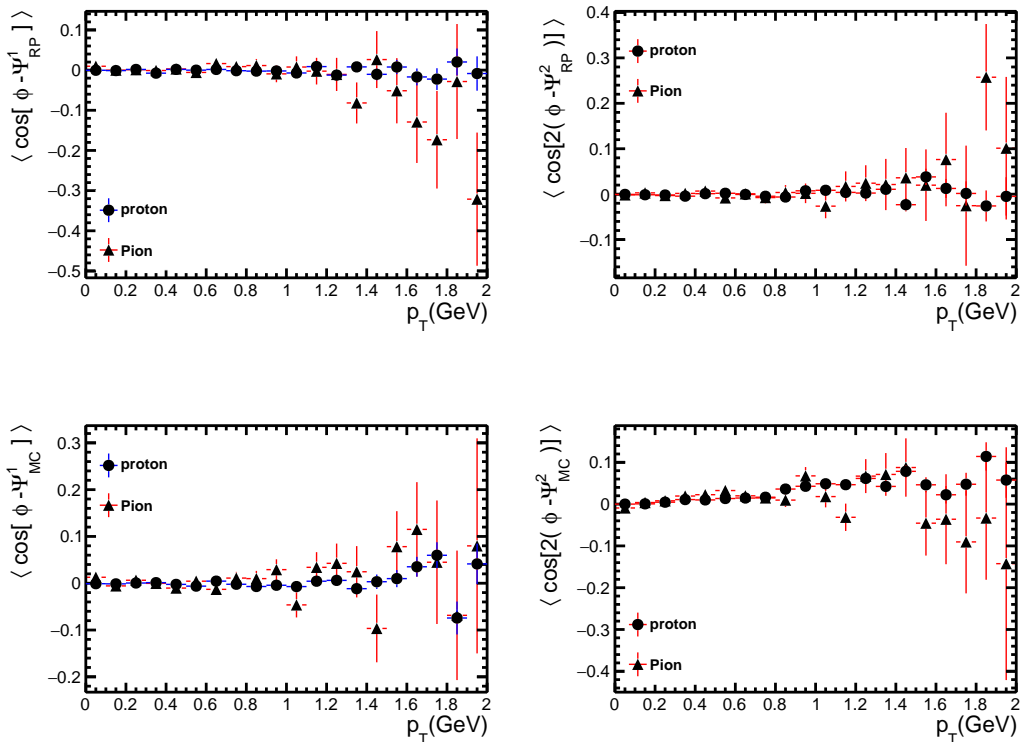 0.1
0
−0.1
−0.2
−0.3
−0.4
−0.5
⟨ cos[ ϕ -Ψ¹_RP ] ⟩
proton
Pion
0 0.2 0.4 0.6 0.8 1 1.2 1.4 1.6 1.8 2
p_T(GeV)
0.4
0.3
0.2
0.1
0
−0.1
⟨ cos[2( ϕ -Ψ²_RP )] ⟩
proton
Pion
0 0.2 0.4 0.6 0.8 1 1.2 1.4 1.6 1.8 2
p_T(GeV)
0.3
0.2
0.1
0
−0.1
−0.2
⟨ cos[ ϕ -Ψ¹_MC ] ⟩
proton
Pion
0 0.2 0.4 0.6 0.8 1 1.2 1.4 1.6 1.8 2
p_T(GeV)
0.1
0
−0.1
−0.2
−0.3
−0.4
⟨ cos[2( ϕ -Ψ²_MC )] ⟩
proton
Pion
0 0.2 0.4 0.6 0.8 1 1.2 1.4 1.6 1.8 2
p_T(GeV)